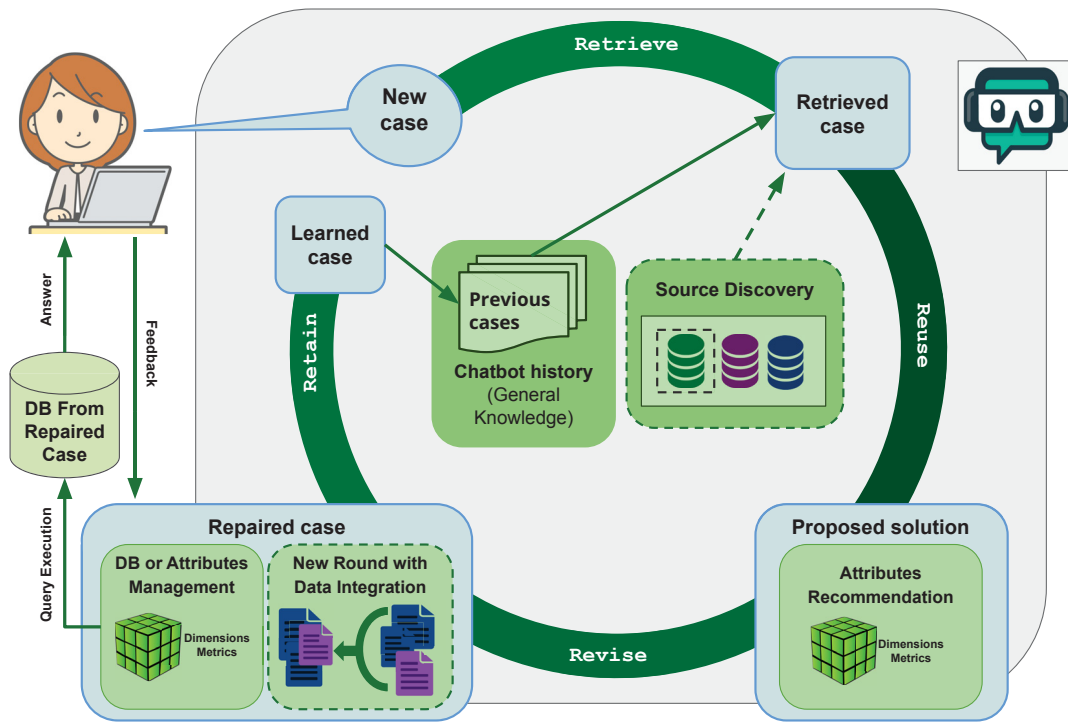 Retrieve
New
case
Retrieved
case
Learned
case
Previous
cases
Chatbot history
(General
Knowledge)
Source Discovery
Reuse
Retain
Answer
Feedback
DB From
Repaired
Case
Query Execution
Repaired case
DB or Attributes
Management
Dimensions
Metrics
New Round with
Data Integration
Revise
Proposed solution
Attributes
Recommendation
Dimensions
Metrics